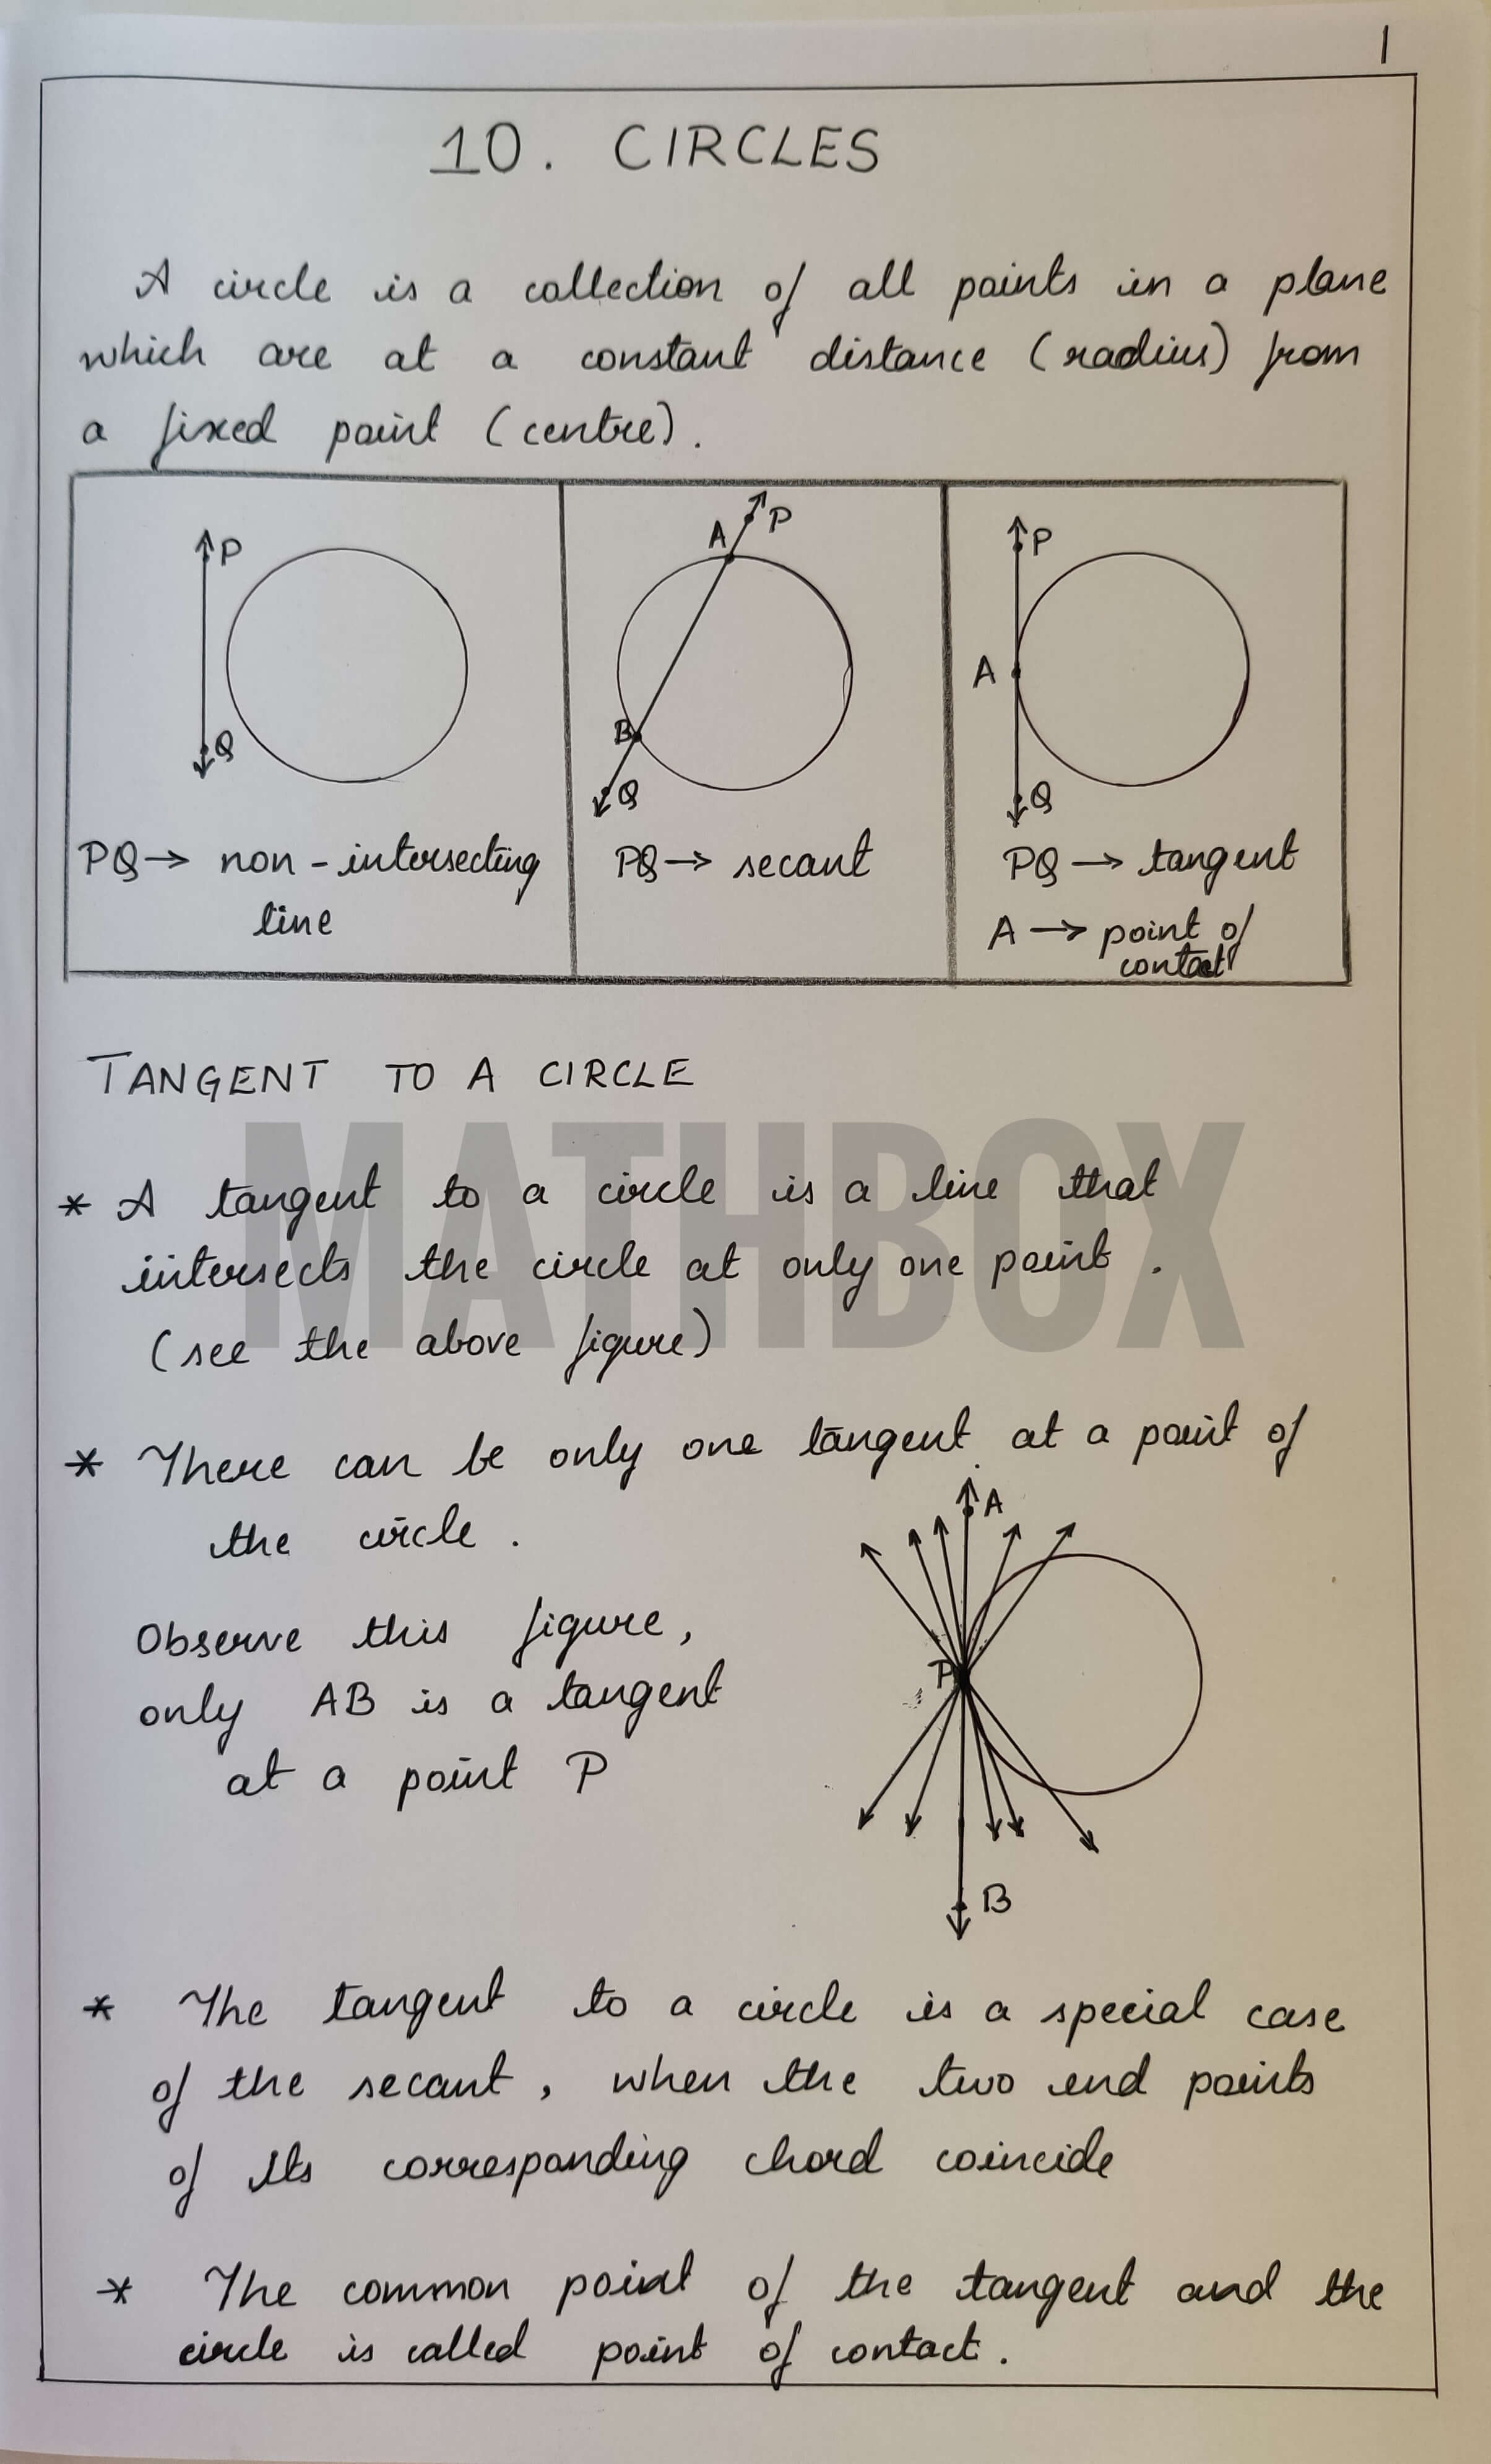 1
10. CIRCLES
A circle is a collection of all points in a plane
which are at a constant distance (radius) from
a fixed point (centre).
P
Q
PQ → non-intersecting
line
A P
B
Q
PQ → secant
P
A
Q
PQ → tangent
A → point of
contact
TANGENT TO A CIRCLE
MATHBOX
* A tangent to a circle is a line that
intersects the circle at only one point.
(see the above figure)
* There can be only one tangent at a point of
the circle.
Observe this figure,
only AB is a tangent
at a point P
A
P
B
* The tangent to a circle is a special case
of the secant, when the two end points
of its corresponding chord coincide
* The common point of the tangent and the
circle is called point of contact.